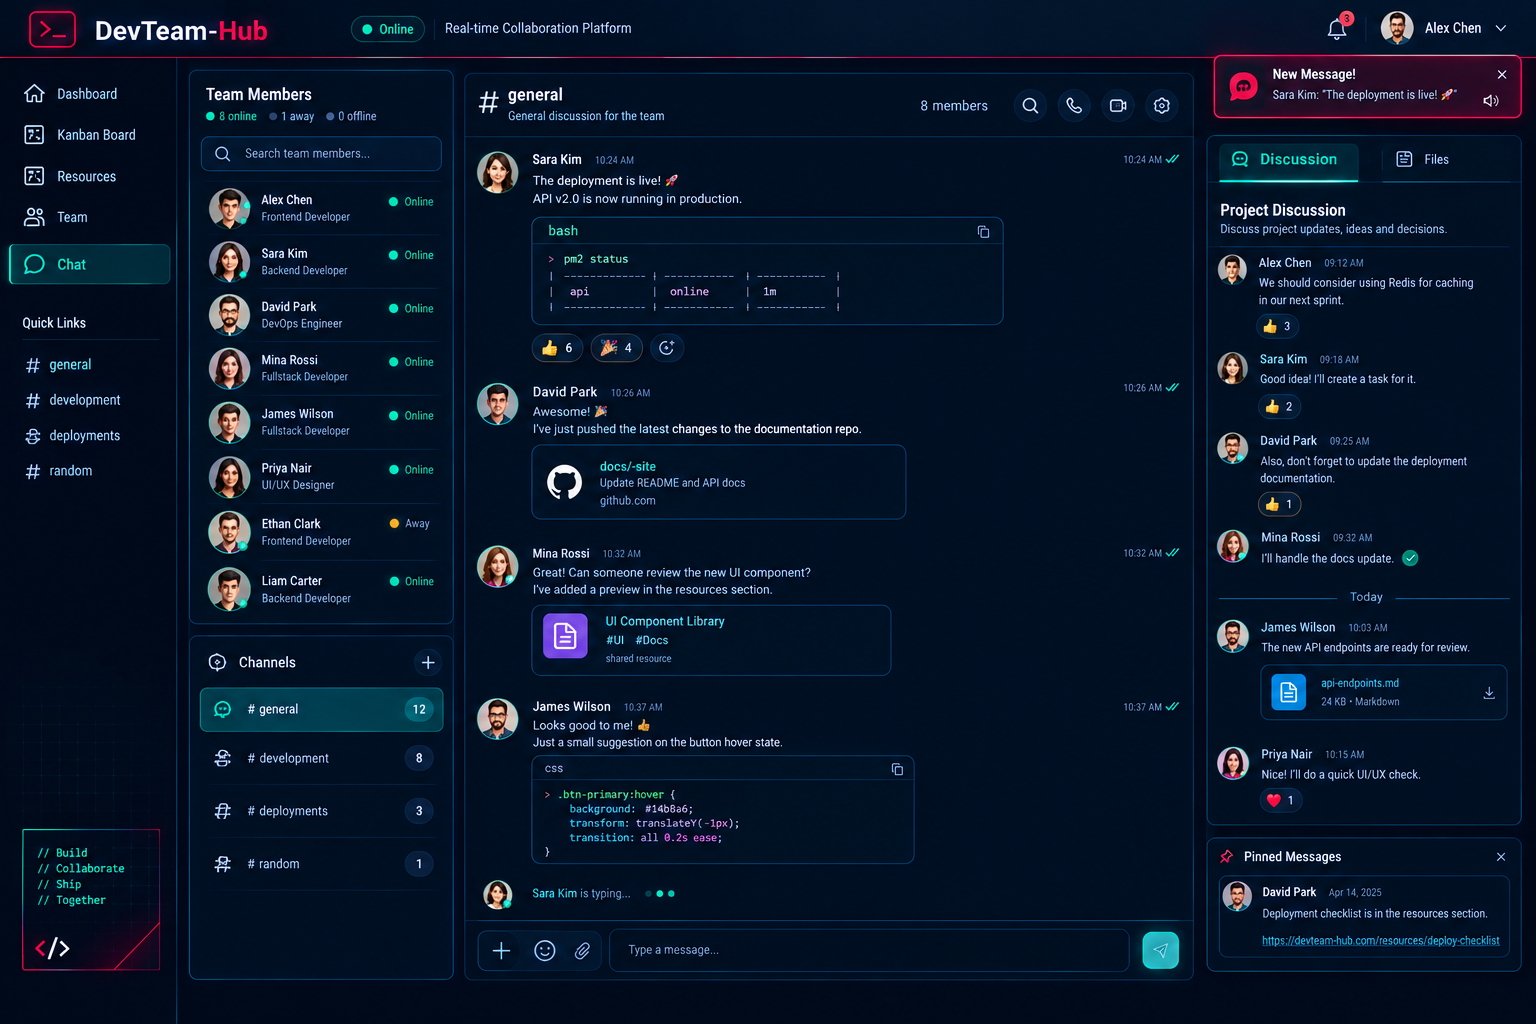 DevTeam-Hub
Online
Real-time Collaboration Platform
3
Alex Chen
Dashboard
Kanban Board
Resources
Team
Chat
Quick Links
general
development
deployments
random
// Build
// Collaborate
// Ship
// Together
</>
Team Members
8 online 1 away 0 offline
Search team members...
Alex Chen
Online
Frontend Developer
Sara Kim
Online
Backend Developer
David Park
Online
DevOps Engineer
Mina Rossi
Online
Fullstack Developer
James Wilson
Online
Fullstack Developer
Priya Nair
Online
UI/UX Designer
Ethan Clark
Away
Frontend Developer
Liam Carter
Online
Backend Developer
Channels
# general 12
# development 8
# deployments 3
# random 1
# general
General discussion for the team
8 members
Sara Kim 10:24 AM
10:24 AM
The deployment is live! 🚀
API v2.0 is now running in production.
bash
> pm2 status
| ------------ | ----------- | ----------- |
| api | online | 1m |
| ------------ | ----------- | ----------- |
👍 6 🎉 4
David Park 10:26 AM
10:26 AM
Awesome! 🎉
I've just pushed the latest changes to the documentation repo.
docs/-site
Update README and API docs
github.com
Mina Rossi 10:32 AM
10:32 AM
Great! Can someone review the new UI component?
I've added a preview in the resources section.
UI Component Library
#UI #Docs
shared resource
James Wilson 10:37 AM
10:37 AM
Looks good to me! 👍
Just a small suggestion on the button hover state.
css
> .btn-primary:hover {
background: #14b8a6;
transform: translateY(-1px);
transition: all 0.2s ease;
}
Sara Kim is typing...
Type a message...
New Message!
Sara Kim: "The deployment is live! 🚀"
Discussion
Files
Project Discussion
Discuss project updates, ideas and decisions.
Alex Chen 09:12 AM
We should consider using Redis for caching
in our next sprint.
👍 3
Sara Kim 09:18 AM
Good idea! I'll create a task for it.
👍 2
David Park 09:25 AM
Also, don't forget to update the deployment
documentation.
👍 1
Mina Rossi 09:32 AM
I'll handle the docs update.
Today
James Wilson 10:03 AM
The new API endpoints are ready for review.
api-endpoints.md
24 KB • Markdown
Priya Nair 10:15 AM
Nice! I'll do a quick UI/UX check.
❤️ 1
Pinned Messages
David Park Apr 14, 2025
Deployment checklist is in the resources section.
https://devteam-hub.com/resources/deploy-checklist